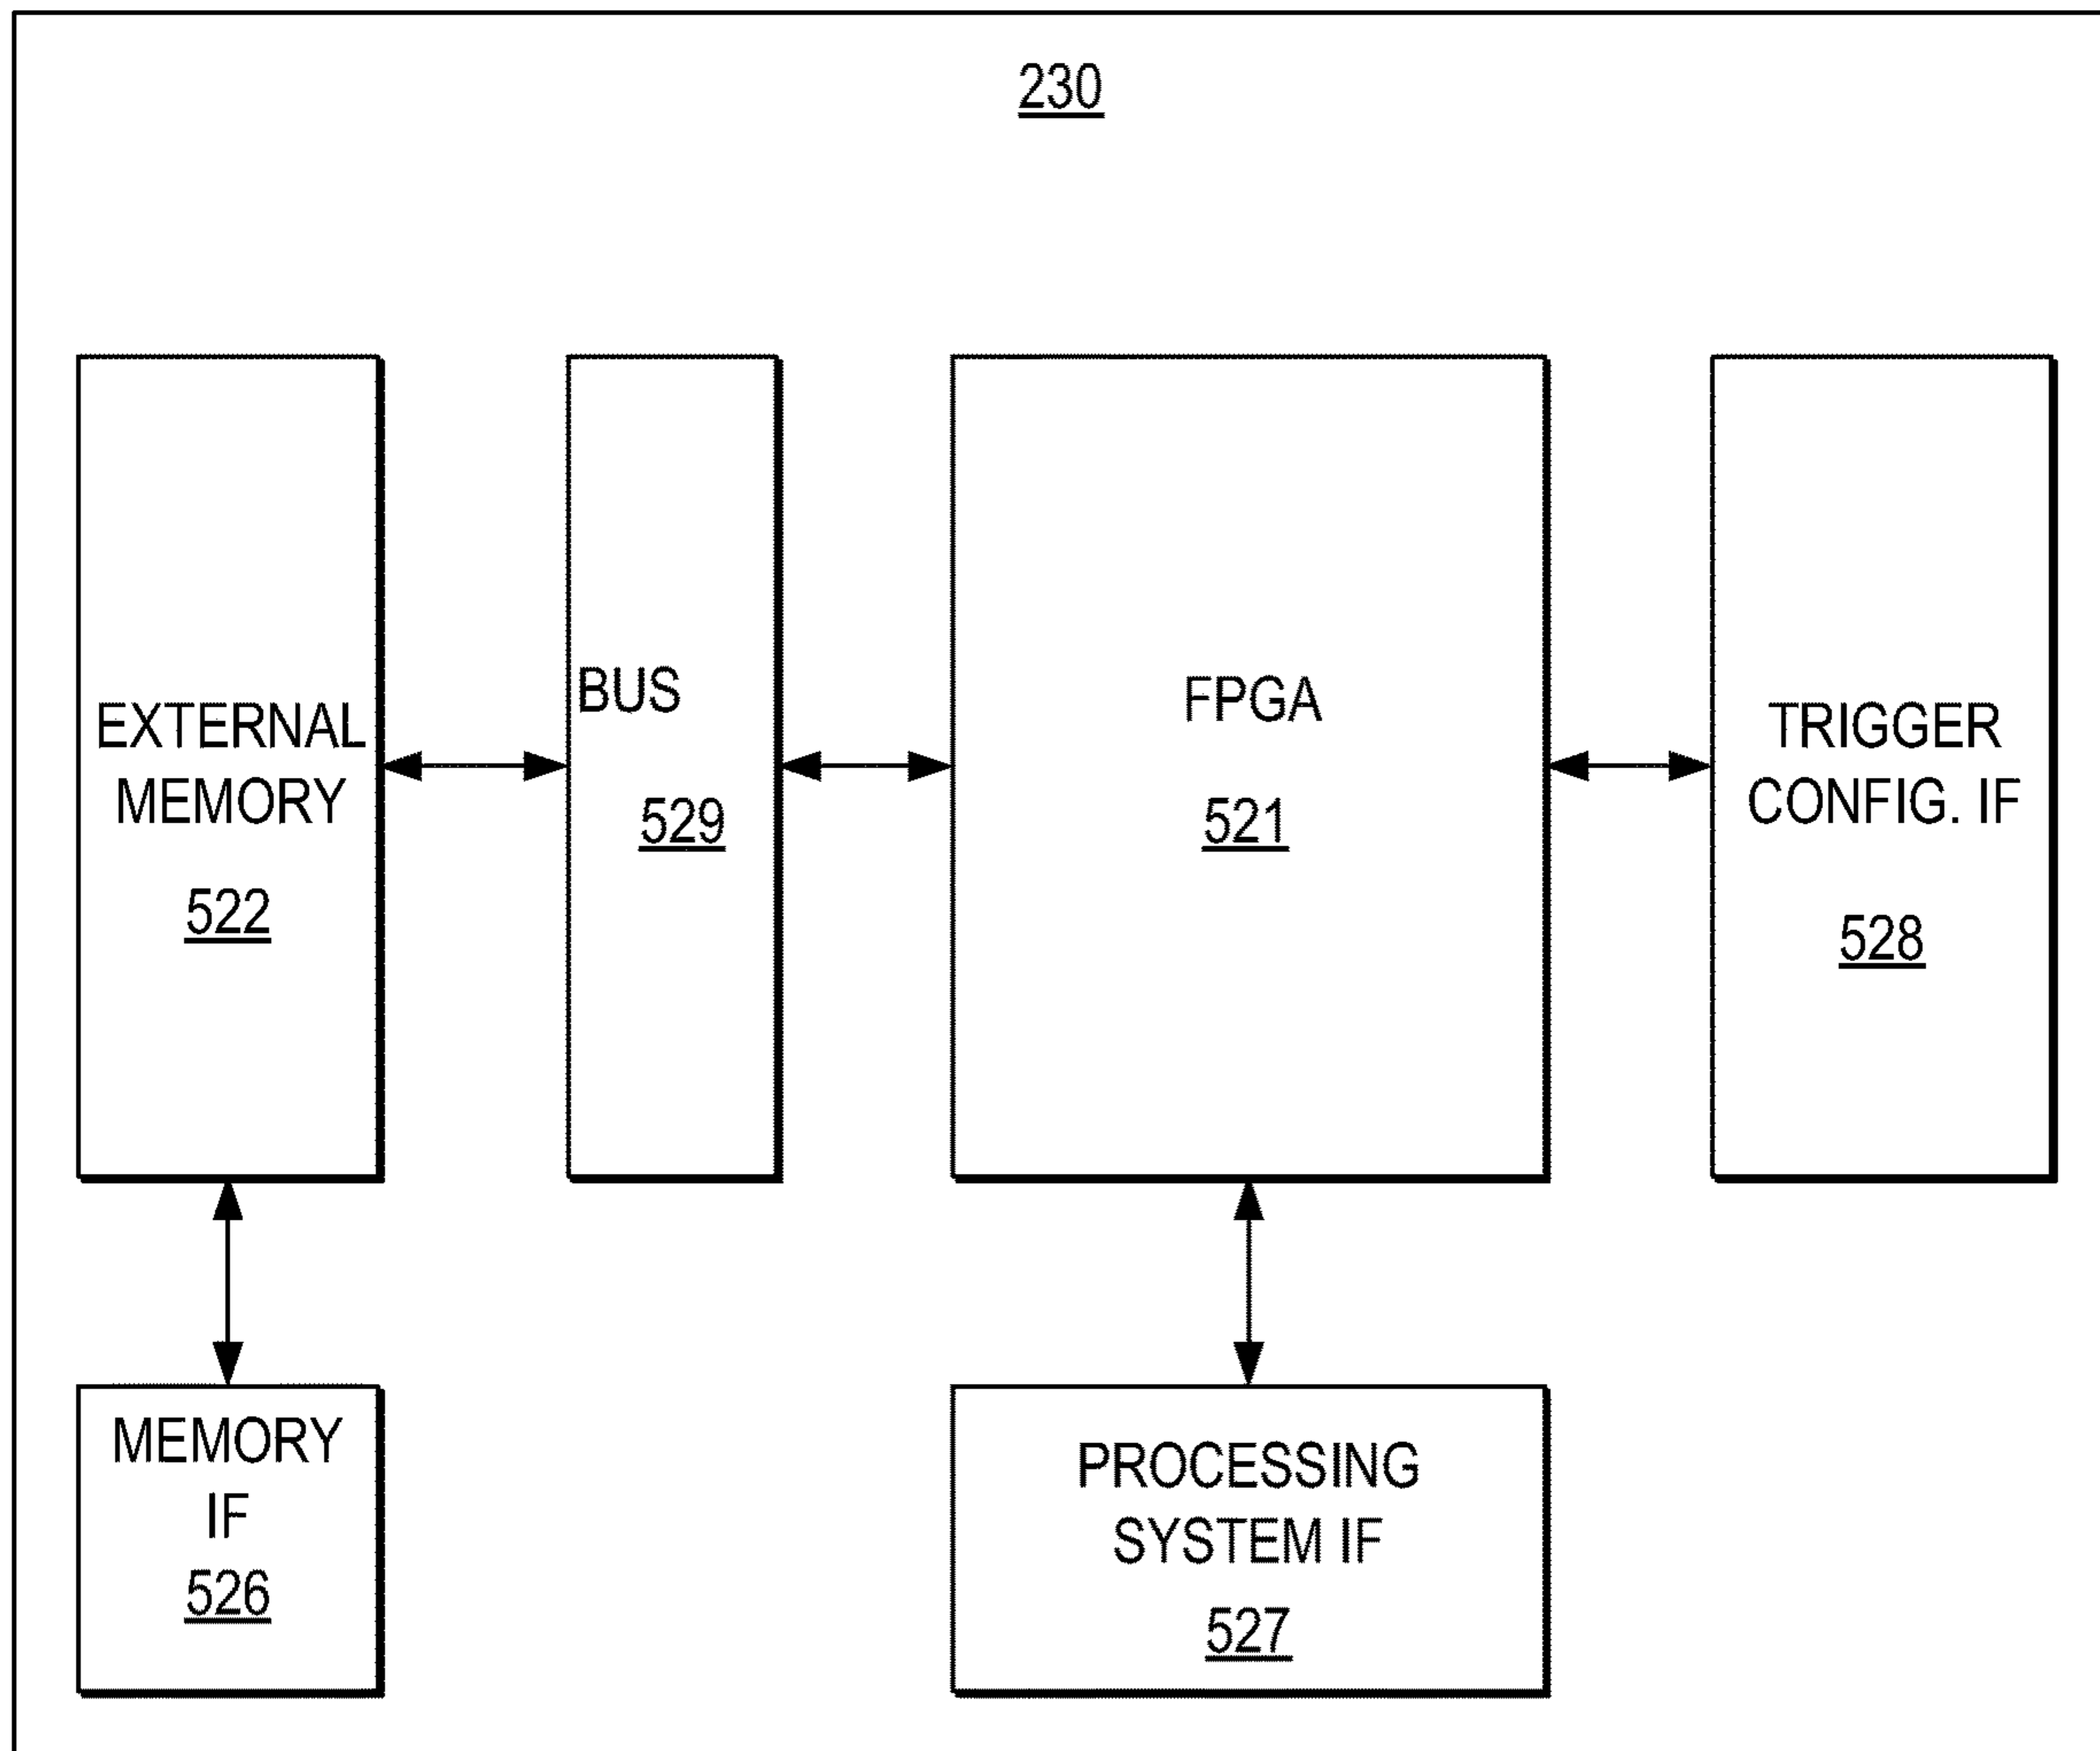 230
EXTERNAL
MEMORY
522
BUS
529
FPGA
521
TRIGGER
CONFIG. IF
528
MEMORY
IF
526
PROCESSING
SYSTEM IF
527